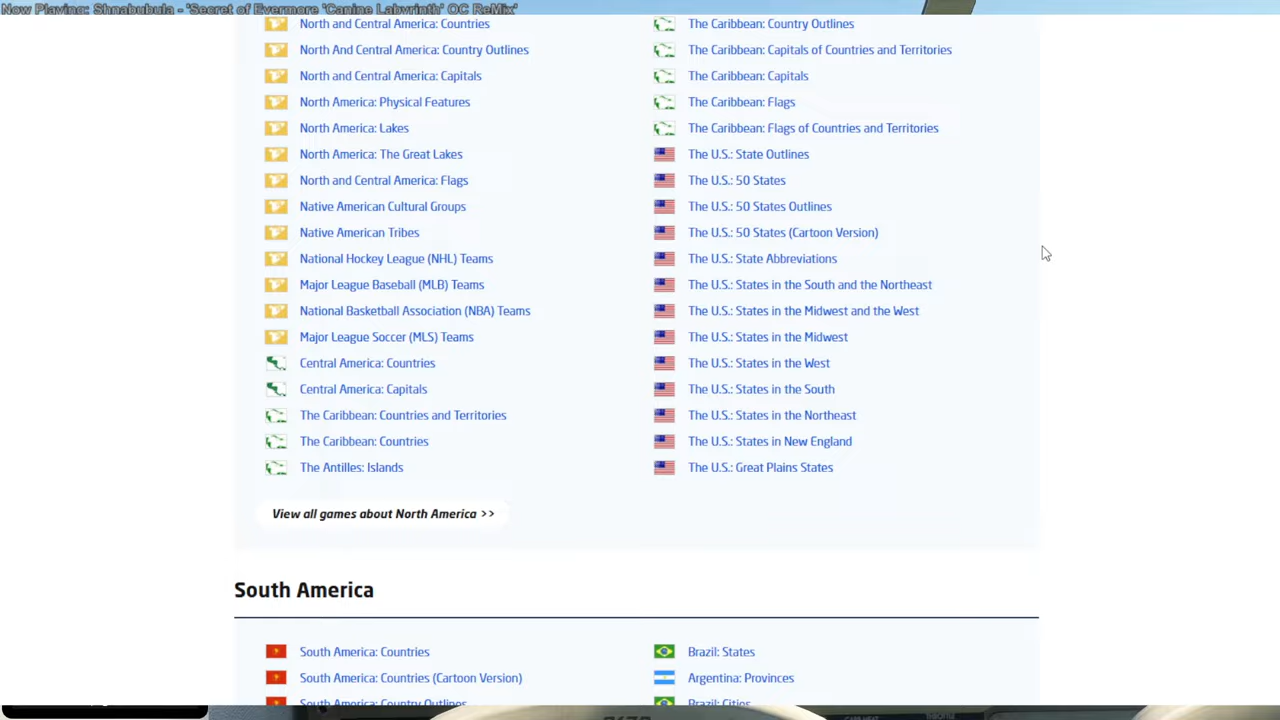 Now Playing: Shnabubula - 'Secret of Evermore 'Canine Labyrinth' OC ReMix'
North and Central America: Countries
North And Central America: Country Outlines
North and Central America: Capitals
North America: Physical Features
North America: Lakes
North America: The Great Lakes
North and Central America: Flags
Native American Cultural Groups
Native American Tribes
National Hockey League (NHL) Teams
Major League Baseball (MLB) Teams
National Basketball Association (NBA) Teams
Major League Soccer (MLS) Teams
Central America: Countries
Central America: Capitals
The Caribbean: Countries and Territories
The Caribbean: Countries
The Antilles: Islands
The Caribbean: Country Outlines
The Caribbean: Capitals of Countries and Territories
The Caribbean: Capitals
The Caribbean: Flags
The Caribbean: Flags of Countries and Territories
The U.S.: State Outlines
The U.S.: 50 States
The U.S.: 50 States Outlines
The U.S.: 50 States (Cartoon Version)
The U.S.: State Abbreviations
The U.S.: States in the South and the Northeast
The U.S.: States in the Midwest and the West
The U.S.: States in the Midwest
The U.S.: States in the West
The U.S.: States in the South
The U.S.: States in the Northeast
The U.S.: States in New England
The U.S.: Great Plains States
View all games about North America >>
South America
South America: Countries
South America: Countries (Cartoon Version)
South America: Country Outlines
Brazil: States
Argentina: Provinces
Brazil: Cities